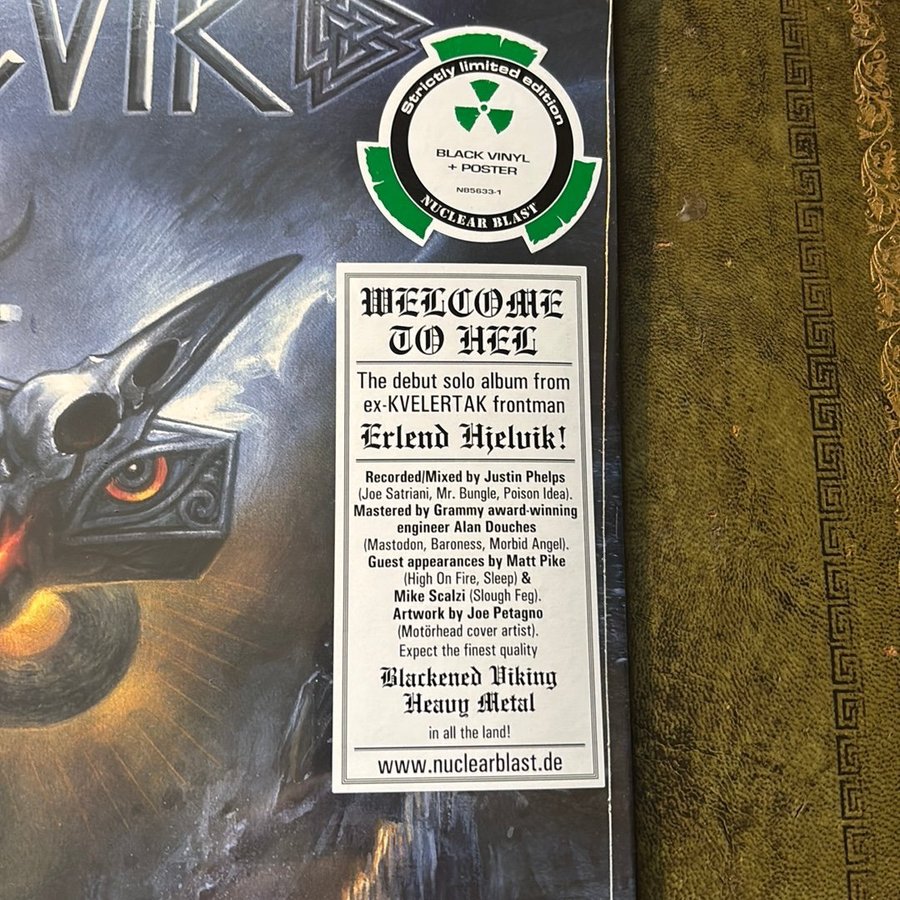 LVIK
Strictly limited edition
BLACK VINYL
+ POSTER
NB5633-1
NUCLEAR BLAST
WELCOME
TO HEL
The debut solo album from
ex-KVELERTAK frontman
Erlend Hjelvik!
Recorded/Mixed by Justin Phelps
(Joe Satriani, Mr. Bungle, Poison Idea).
Mastered by Grammy award-winning
engineer Alan Douches
(Mastodon, Baroness, Morbid Angel).
Guest appearances by Matt Pike
(High On Fire, Sleep) &
Mike Scalzi (Slough Feg).
Artwork by Joe Petagno
(Motörhead cover artist).
Expect the finest quality
Blackened Viking
Heavy Metal
in all the land!
www.nuclearblast.de